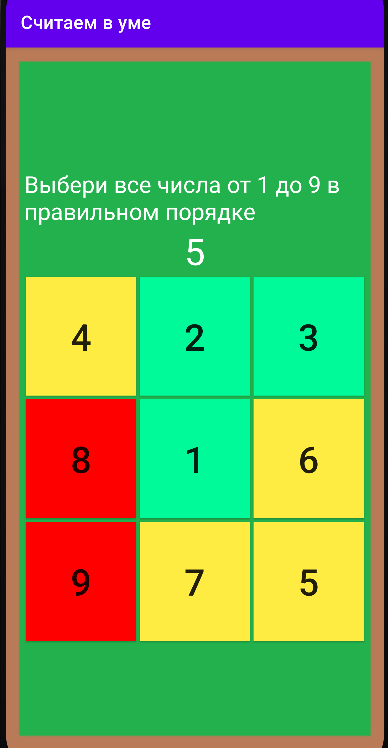 Считаем в уме
Выбери все числа от 1 до 9 в
правильном порядке
5
4 2 3
8 1 6
9 7 5